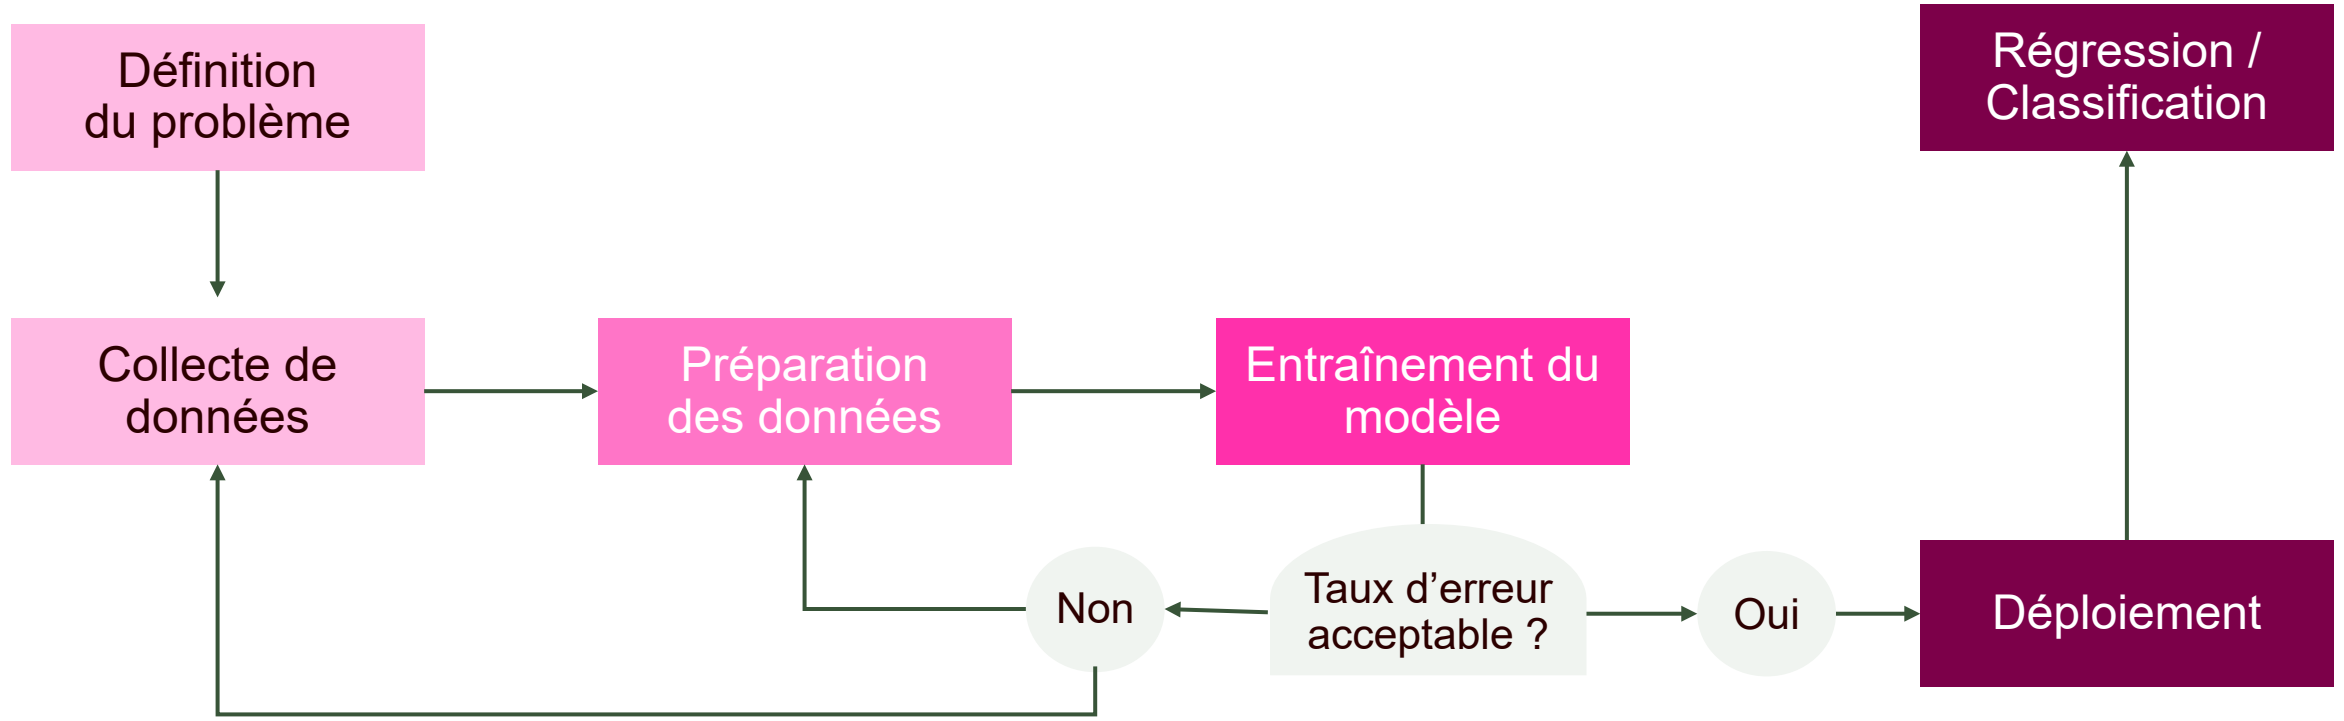 Définition
du problème
Régression /
Classification
Collecte de
données
Préparation
des données
Entraînement du
modèle
Non
Taux d’erreur
acceptable ?
Oui
Déploiement